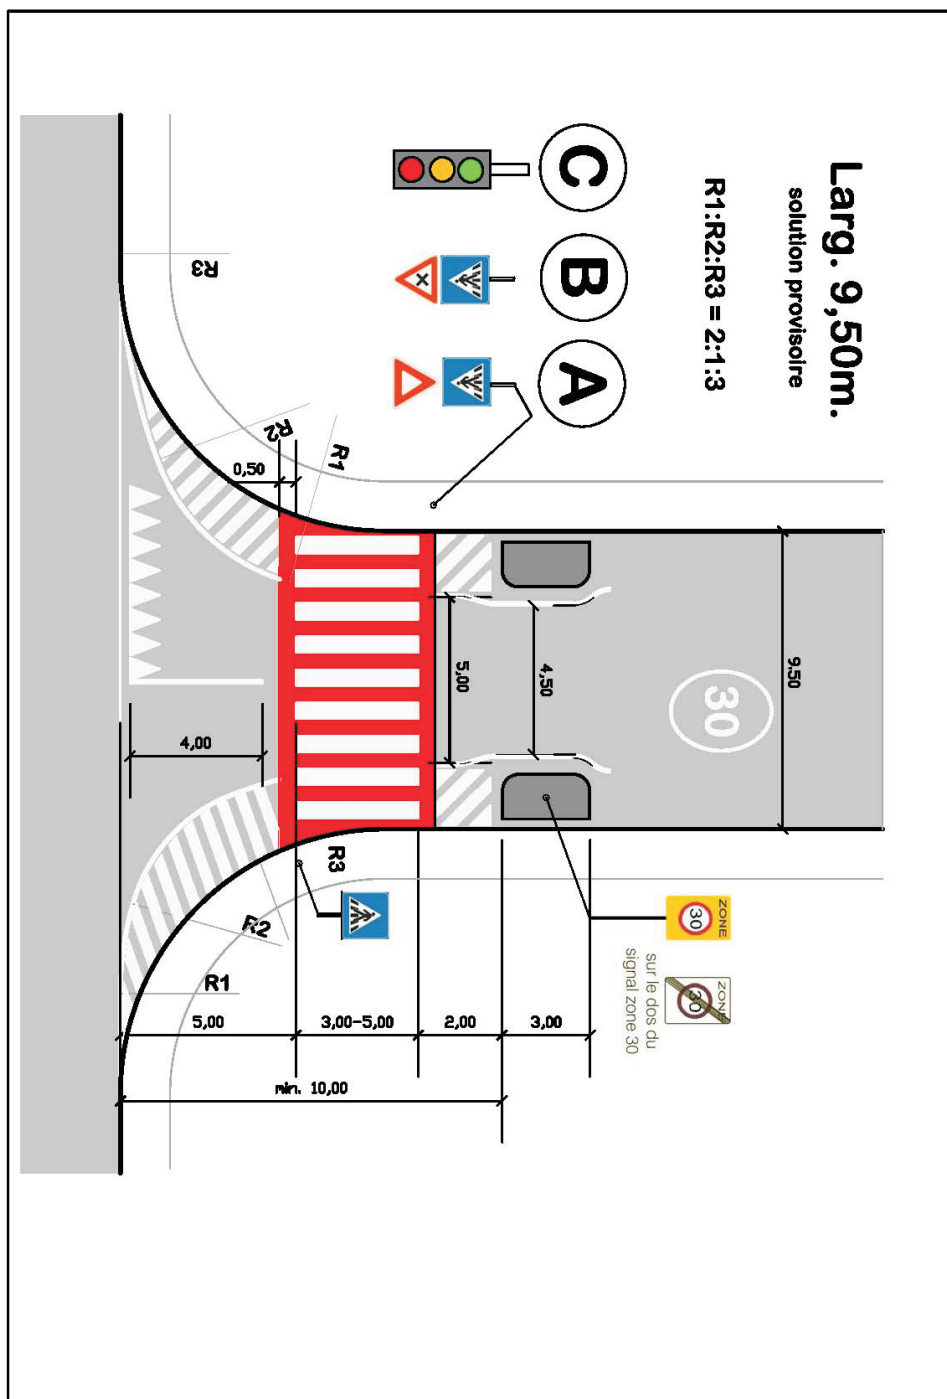 Larg. 9,50m.
solution provisoire
R1:R2:R3 = 2:1:3
C
B
A
R3
R2
R1
0,50
9.50
4,50
5,00
30
4,00
R3
R2
R1
ZONE
30
ZONE
30
sur le dos du
signal zone 30
5,00
3,00-5,00
2,00
3,00
min. 10,00